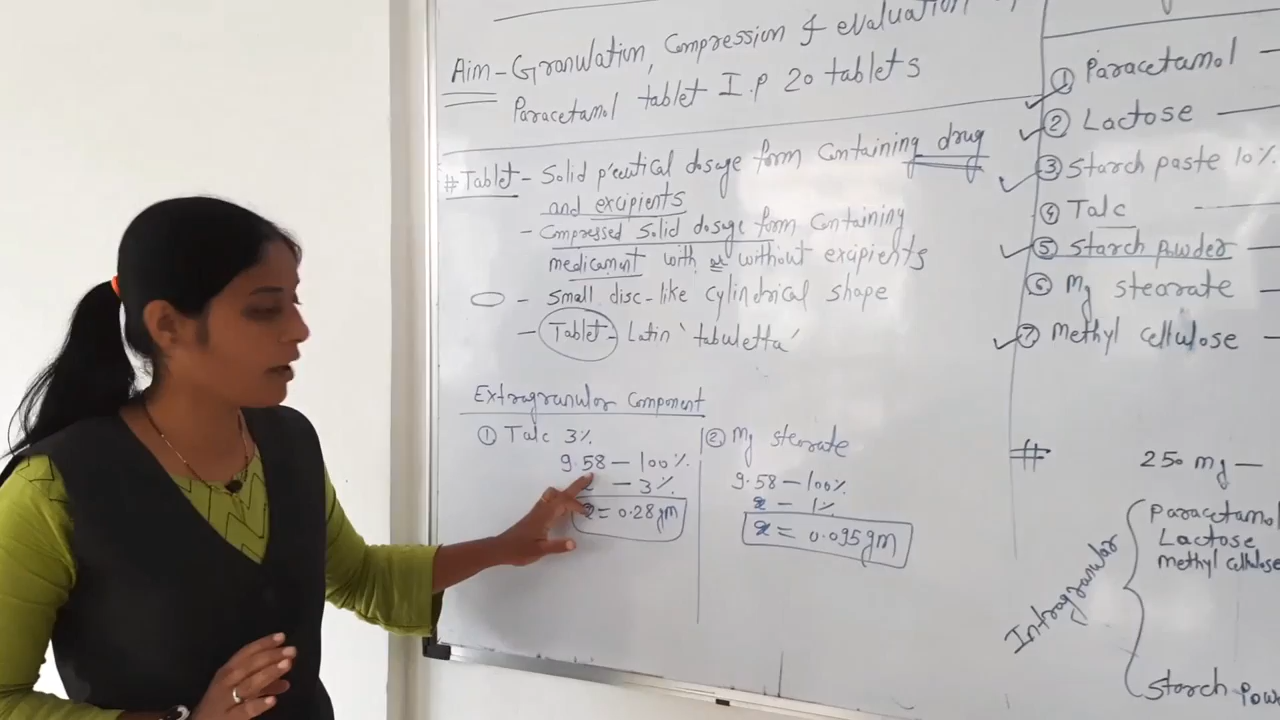 Aim - Granulation, Compression & evaluation
Paracetamol tablet I.p 20 tablets
# Tablet - Solid p'ceutical dosage form Containing drug
and excipients
- Compressed Solid dosage form Containing
medicament with or without excipients
- Small disc-like Cylindrical shape
- Tablet - Latin 'tabuletta'
Extragranular Component
① Talc 3%
9.58 — 100%
— 3%
x = 0.28 gm
② Mg stearate
9.58 — 100%
x — 1%
x = 0.095 gm
① Paracetamol —
② Lactose —
③ Starch paste 10%
④ Talc —
⑤ Starch powder —
⑥ Mg stearate —
⑦ Methyl cellulose —
# 250 mg —
Intragranular
Paracetamol
Lactose
methyl cellulose
Starch pow